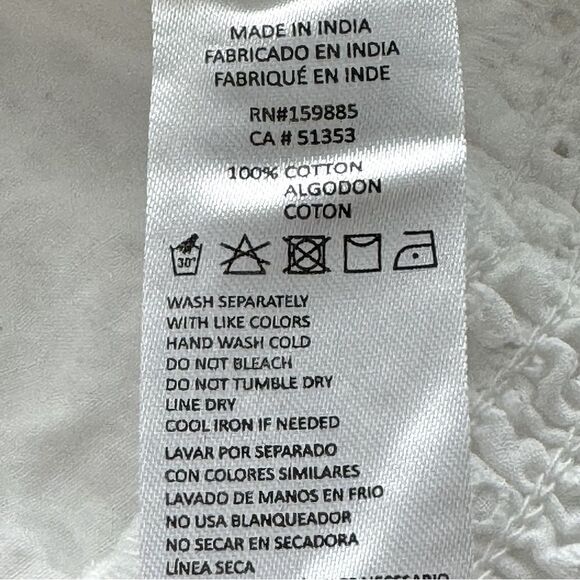 MADE IN INDIA
FABRICADO EN INDIA
FABRIQUÉ EN INDE
RN#159885
CA # 51353
100% COTTON
ALGODON
COTON
30°
WASH SEPARATELY
WITH LIKE COLORS
HAND WASH COLD
DO NOT BLEACH
DO NOT TUMBLE DRY
LINE DRY
COOL IRON IF NEEDED
LAVAR POR SEPARADO
CON COLORES SIMILARES
LAVADO DE MANOS EN FRIO
NO USA BLANQUEADOR
NO SECAR EN SECADORA
LÍNEA SECA
NECESSARIO